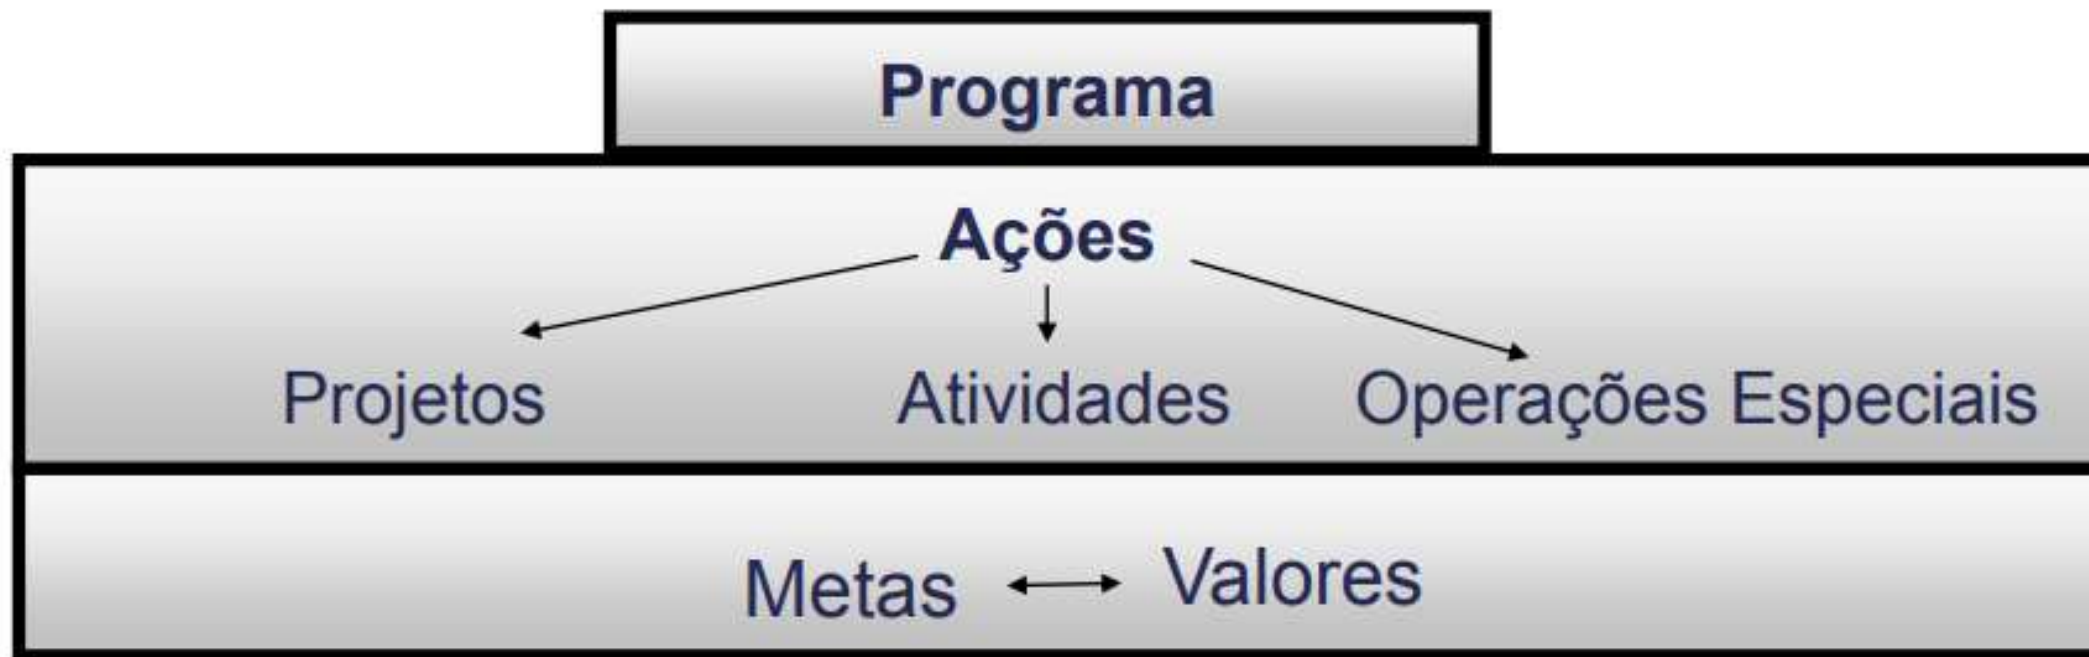 Programa
Ações
Projetos Atividades Operações Especiais
Metas Valores